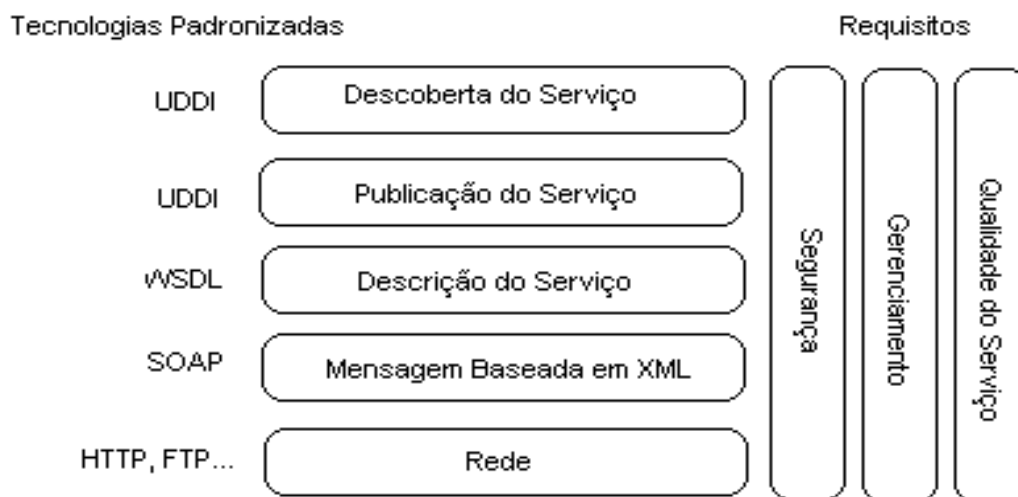 Tecnologias Padronizadas
Requisitos
UDDI
Descoberta do Serviço
UDDI
Publicação do Serviço
WSDL
Descrição do Serviço
SOAP
Mensagem Baseada em XML
HTTP, FTP...
Rede
Segurança
Gerenciamento
Qualidade do Serviço